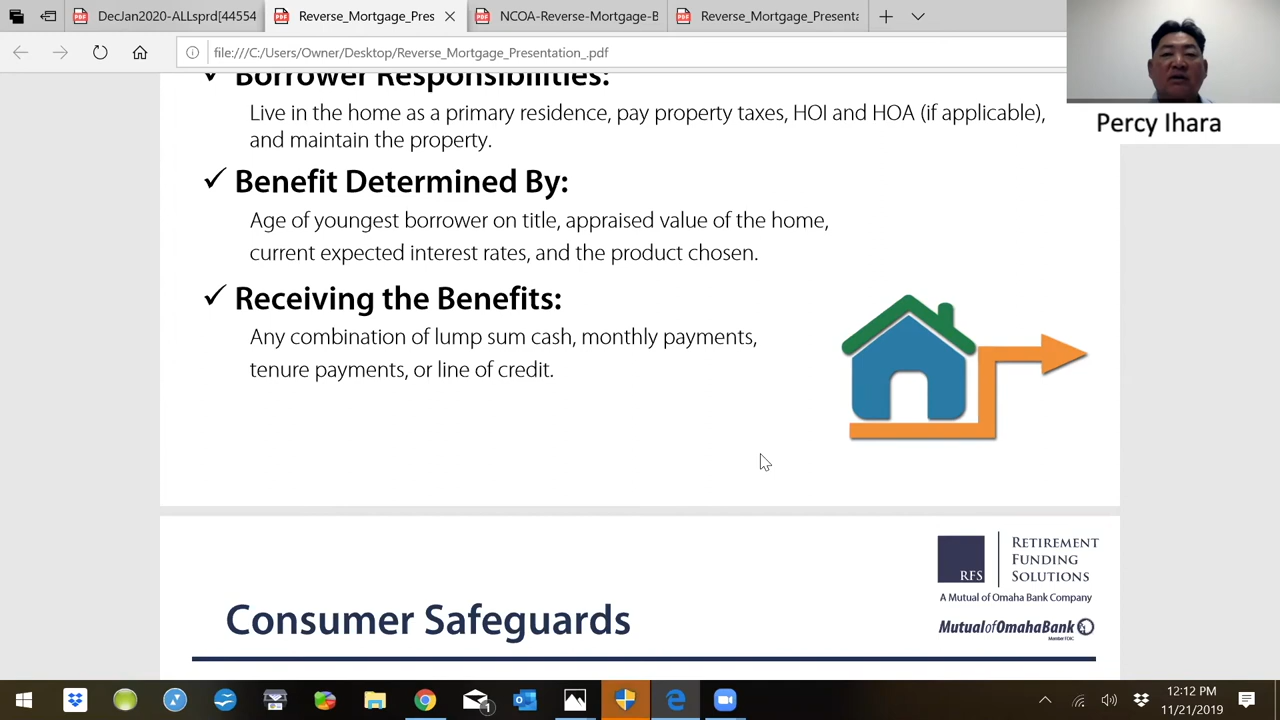 DecJan2020-ALLsprd[44554
Reverse_Mortgage_Pres
NCOA-Reverse-Mortgage-B
Reverse_Mortgage_Presenta
file:///C:/Users/Owner/Desktop/Reverse_Mortgage_Presentation_.pdf
Percy Ihara
✓ Borrower Responsibilities:
Live in the home as a primary residence, pay property taxes, HOI and HOA (if applicable),
and maintain the property.
✓ Benefit Determined By:
Age of youngest borrower on title, appraised value of the home,
current expected interest rates, and the product chosen.
✓ Receiving the Benefits:
Any combination of lump sum cash, monthly payments,
tenure payments, or line of credit.
RFS
RETIREMENT
FUNDING
SOLUTIONS
A Mutual of Omaha Bank Company
MutualofOmahaBank
Member FDIC
Consumer Safeguards
1
12:12 PM
11/21/2019